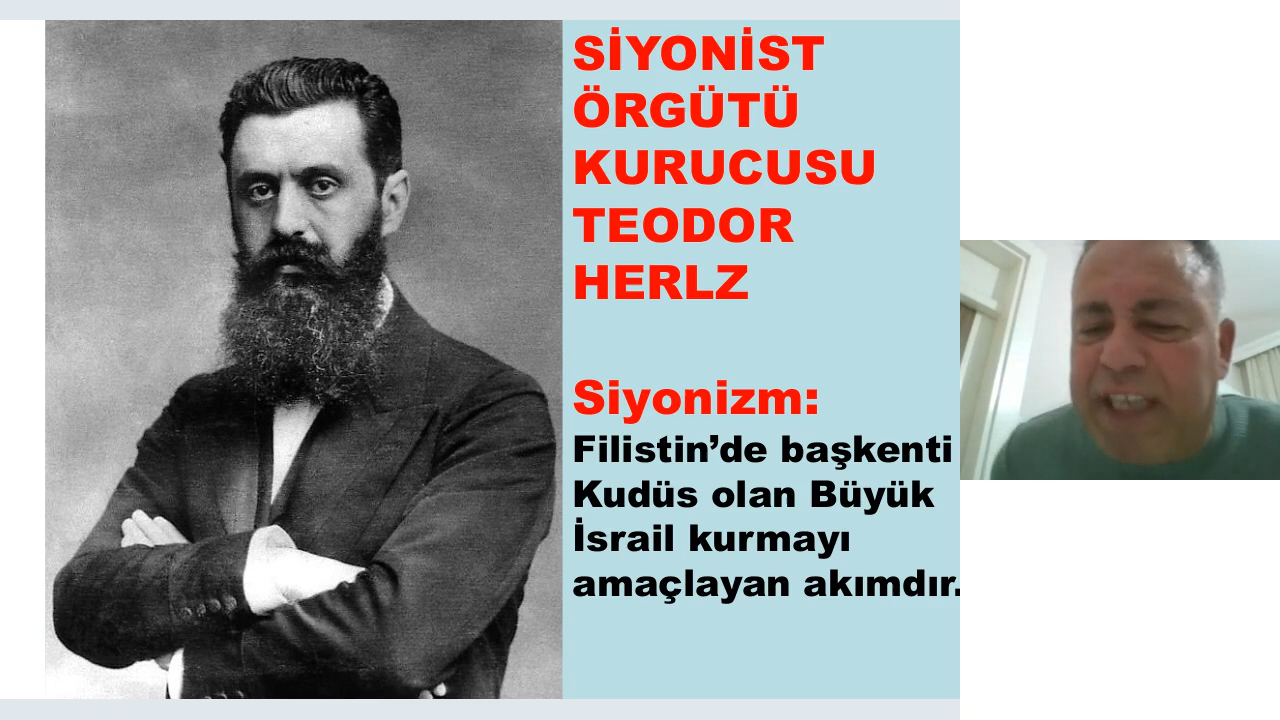 SİYONİST
ÖRGÜTÜ
KURUCUSU
TEODOR
HERLZ
Siyonizm:
Filistin’de başkenti
Kudüs olan Büyük
İsrail kurmayı
amaçlayan akımdır.